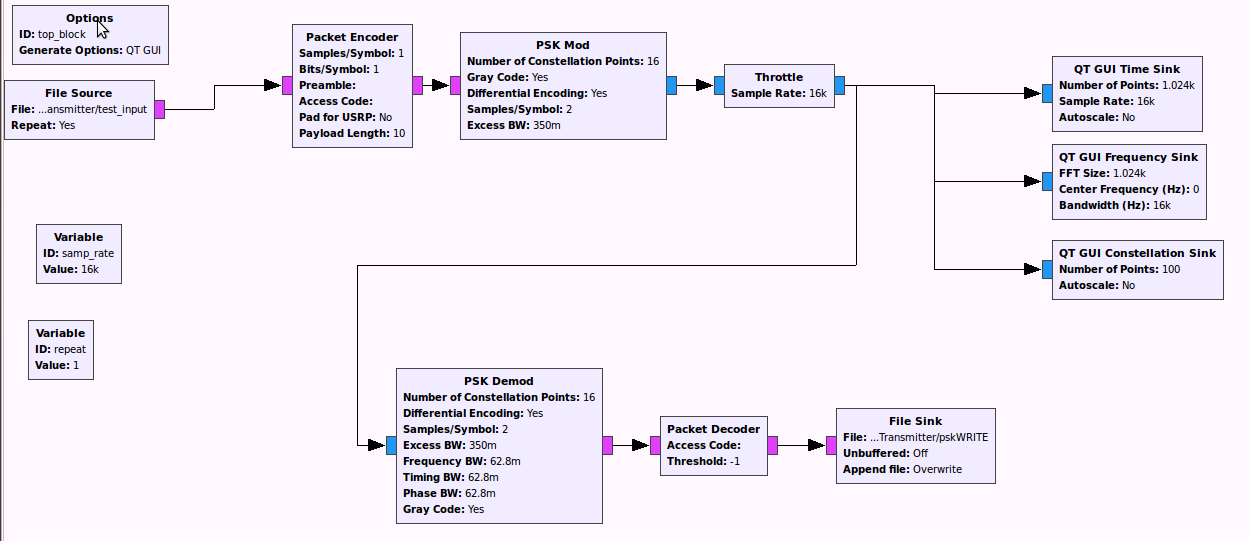 Options
ID: top_block
Generate Options: QT GUI
File Source
File: ...ansmitter/test_input
Repeat: Yes
Packet Encoder
Samples/Symbol: 1
Bits/Symbol: 1
Preamble:
Access Code:
Pad for USRP: No
Payload Length: 10
PSK Mod
Number of Constellation Points: 16
Gray Code: Yes
Differential Encoding: Yes
Samples/Symbol: 2
Excess BW: 350m
Throttle
Sample Rate: 16k
QT GUI Time Sink
Number of Points: 1.024k
Sample Rate: 16k
Autoscale: No
QT GUI Frequency Sink
FFT Size: 1.024k
Center Frequency (Hz): 0
Bandwidth (Hz): 16k
QT GUI Constellation Sink
Number of Points: 100
Autoscale: No
Variable
ID: samp_rate
Value: 16k
Variable
ID: repeat
Value: 1
PSK Demod
Number of Constellation Points: 16
Differential Encoding: Yes
Samples/Symbol: 2
Excess BW: 350m
Frequency BW: 62.8m
Timing BW: 62.8m
Phase BW: 62.8m
Gray Code: Yes
Packet Decoder
Access Code:
Threshold: -1
File Sink
File: ...Transmitter/pskWRITE
Unbuffered: Off
Append file: Overwrite